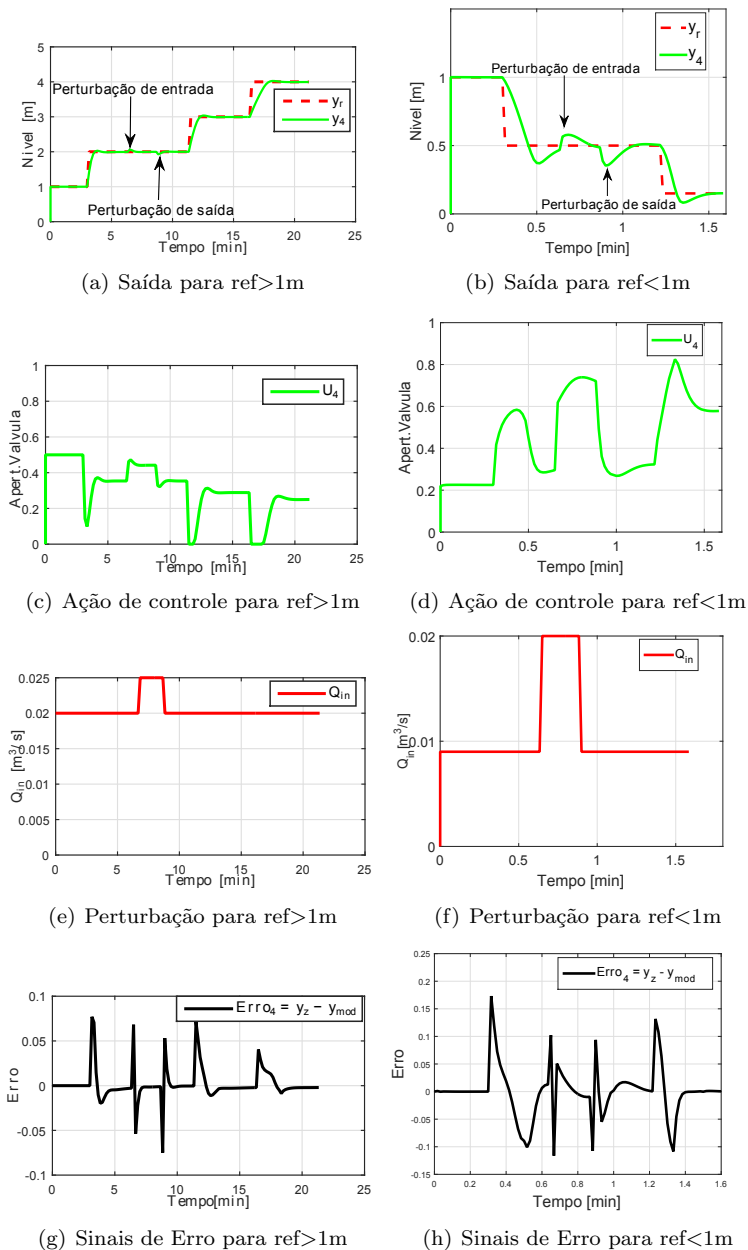 5
4
3
2
1
0
Nivel [m]
Perturbação de entrada
Perturbação de saída
y_r
y_4
0 5 10 15 20 25
Tempo [min]
(a) Saída para ref>1m
1
0.5
0
Nivel [m]
y_r
y_4
Perturbação de entrada
Perturbação de saída
0 0.5 1 1.5
Tempo [min]
(b) Saída para ref<1m
1
0.8
0.6
0.4
0.2
0
Apert.Valvula
U_4
0 5 10 15 20 25
Tempo [min]
(c) Ação de controle para ref>1m
1
0.8
0.6
0.4
0.2
0
Apert.Valvula
U_4
0.5 1 1.5
Tempo [min]
(d) Ação de controle para ref<1m
0.025
0.02
0.015
0.01
0.005
0
Q_in [m³/s]
Q_in
0 5 10 15 20 25
Tempo [min]
(e) Perturbação para ref>1m
0.02
0.01
0
Q_in [m³/s]
Q_in
0 0.5 1 1.5
Tempo [min]
(f) Perturbação para ref<1m
0.1
0.05
0
-0.05
-0.1
Erro
Erro_4 = y_z − y_mod
0 5 10 15 20 25
Tempo[min]
(g) Sinais de Erro para ref>1m
0.25
0.2
0.15
0.1
0.05
0
-0.05
-0.1
-0.15
Erro
Erro_4 = y_z - y_mod
0 0.2 0.4 0.6 0.8 1 1.2 1.4 1.6
Tempo [min]
(h) Sinais de Erro para ref<1m